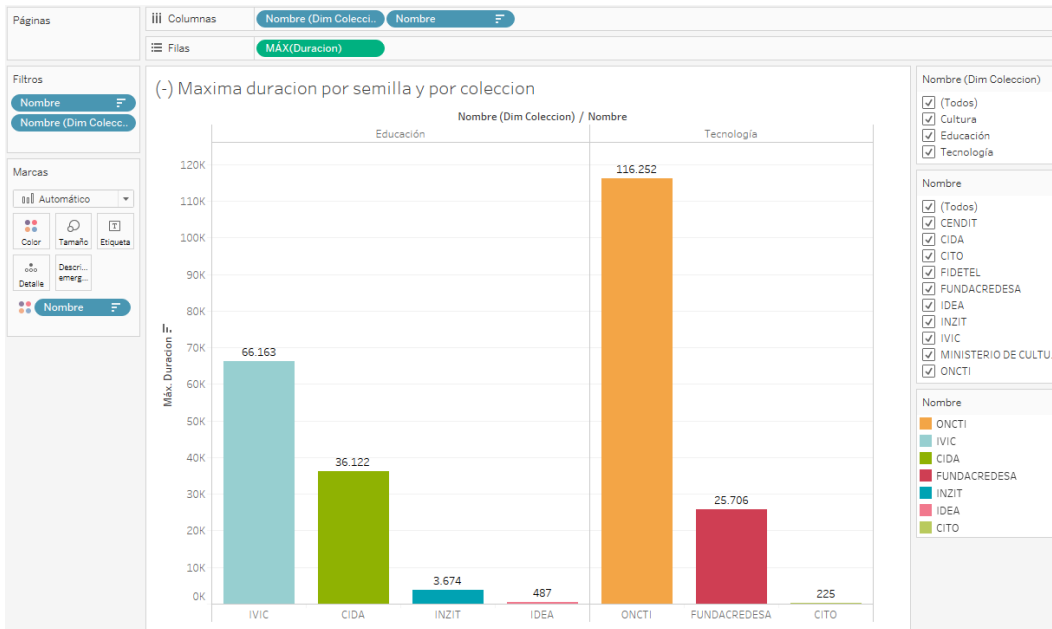 Páginas
Columnas
Nombre (Dim Colecci..
Nombre
Filas
MÁX(Duracion)
Filtros
Nombre
Nombre (Dim Colecc..
Marcas
Automático
Color
Tamaño
Etiqueta
Detalle
Descri...
emerg...
Nombre
(-) Maxima duracion por semilla y por coleccion
Nombre (Dim Coleccion) / Nombre
Educación
Tecnología
Máx. Duracion
120K
110K
100K
90K
80K
70K
60K
50K
40K
30K
20K
10K
0K
66.163
36.122
3.674
487
116.252
25.706
225
IVIC
CIDA
INZIT
IDEA
ONCTI
FUNDACREDESA
CITO
Nombre (Dim Coleccion)
(Todos)
Cultura
Educación
Tecnología
Nombre
(Todos)
CENDIT
CIDA
CITO
FIDETEL
FUNDACREDESA
IDEA
INZIT
IVIC
MINISTERIO DE CULTU
ONCTI
Nombre
ONCTI
IVIC
CIDA
FUNDACREDESA
INZIT
IDEA
CITO